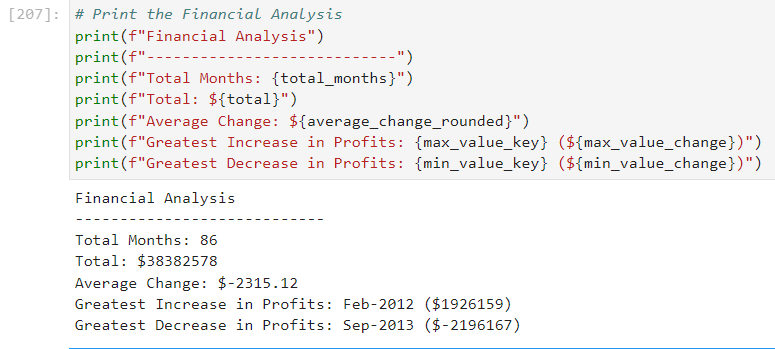 [207]: # Print the Financial Analysis
print(f"Financial Analysis")
print(f"----------------------------")
print(f"Total Months: {total_months}")
print(f"Total: ${total}")
print(f"Average Change: ${average_change_rounded}")
print(f"Greatest Increase in Profits: {max_value_key} (${max_value_change})")
print(f"Greatest Decrease in Profits: {min_value_key} (${min_value_change})")
Financial Analysis
----------------------------
Total Months: 86
Total: $38382578
Average Change: $-2315.12
Greatest Increase in Profits: Feb-2012 ($1926159)
Greatest Decrease in Profits: Sep-2013 ($-2196167)